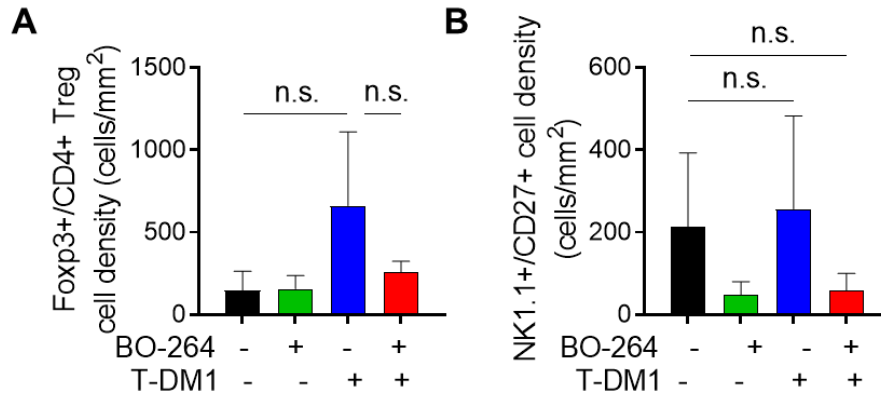 A
Foxp3+/CD4+ Treg
cell density (cells/mm²)
1500
1000
500
0
n.s.
n.s.
BO-264 - + - +
T-DM1 - - + +
B
NK1.1+/CD27+ cell density
(cells/mm²)
600
400
200
0
n.s.
n.s.
BO-264 - + - +
T-DM1 - - + +